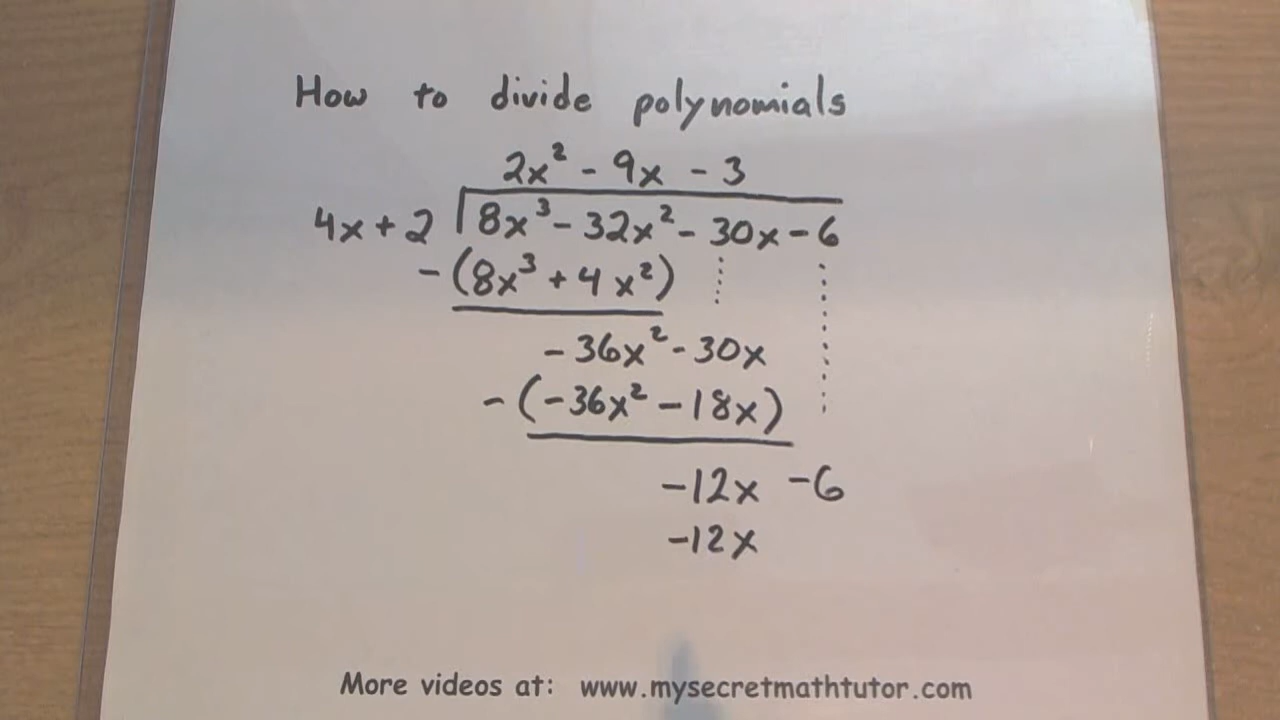 How to divide polynomials
2x² - 9x - 3
4x + 2 8x³ - 32x² - 30x - 6
- (8x³ + 4x²)
- 36x² - 30x
- (-36x² - 18x)
-12x - 6
-12x
More videos at: www.mysecretmathtutor.com